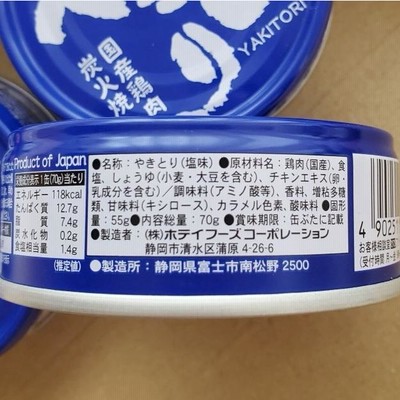 り
YAKITORI
国産鶏肉
炭火焼
Product of Japan
栄養成分表示 1缶(70g)当たり
エネルギー 118kcal
たんぱく質 12.7g
脂質 7.4g
炭水化物 0.2g
食塩相当量 1.4g
(推定値)
●名称：やきとり(塩味) ●原材料名：鶏肉(国産)、食
塩、しょうゆ(小麦・大豆を含む)、チキンエキス(卵・
乳成分を含む)／調味料(アミノ酸等)、香料、増粘多糖
類、甘味料(キシロース)、カラメル色素、酸味料 ●固形
量：55g ●内容総量：70g ●賞味期限：缶ぶたに記載
●製造者：(株)ホテイフーズコーポレーション
静岡県静岡市清水区蒲原 4-26-6
●製造所：静岡県富士市南松野 2500
4 9025
お客様相談室
(受付時間 月～